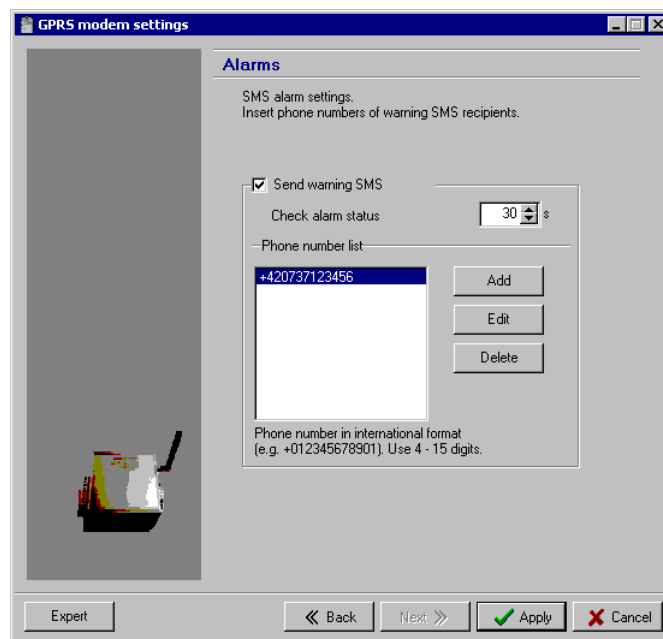 GPRS modem settings
Alarms
SMS alarm settings.
Insert phone numbers of warning SMS recipients.
Send warning SMS
Check alarm status 30 s
Phone number list
+420737123456
Add
Edit
Delete
Phone number in international format
(e.g. +012345678901). Use 4 - 15 digits.
Expert Back Next Apply Cancel